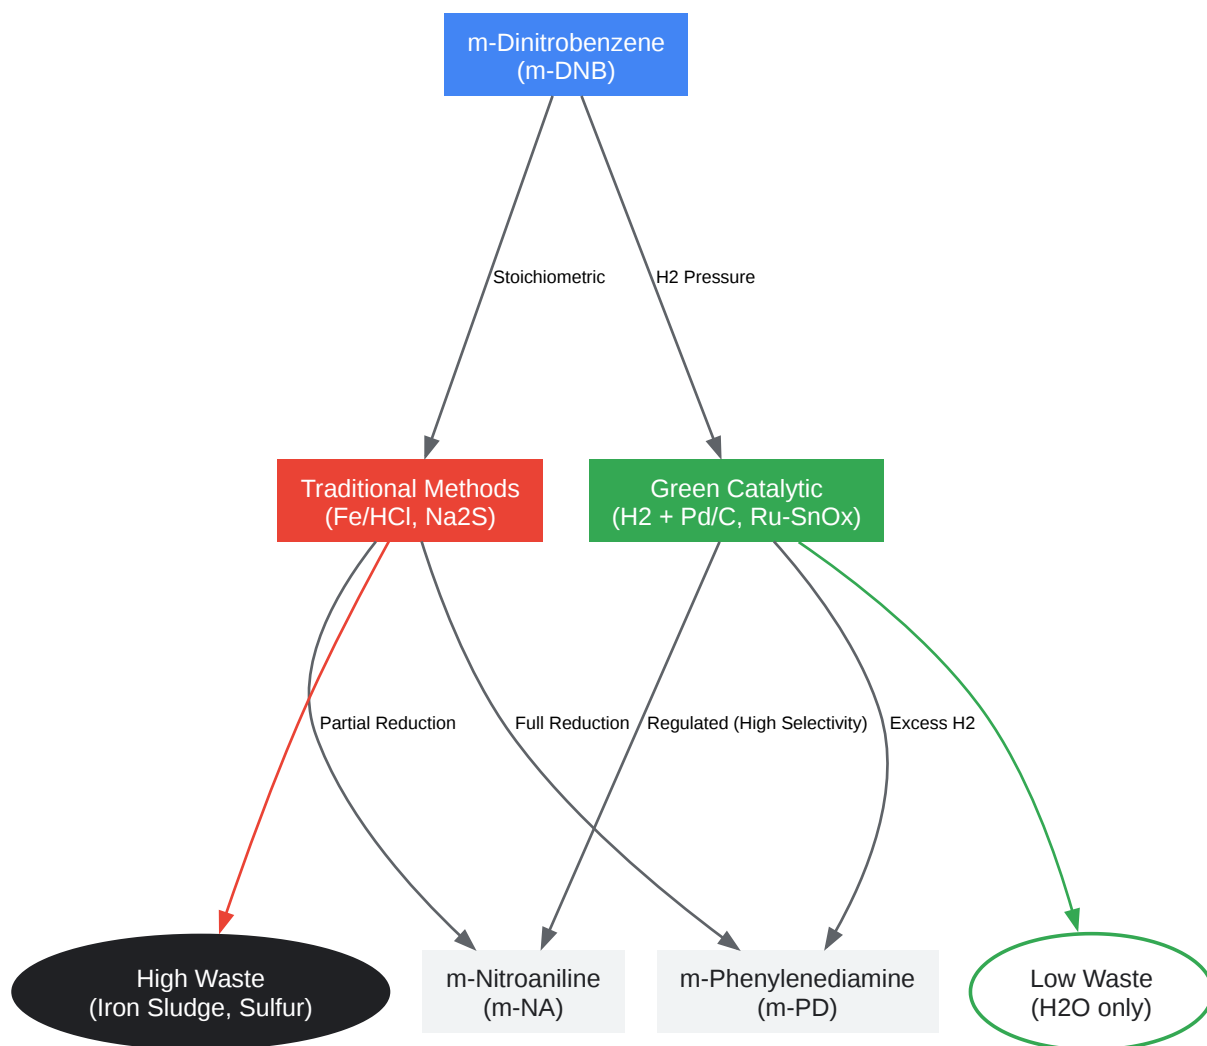 m-Dinitrobenzene
(m-DNB)
Stoichiometric
H2 Pressure
Traditional Methods
(Fe/HCl, Na2S)
Green Catalytic
(H2 + Pd/C, Ru-SnOx)
Partial Reduction
Full Reduction
Regulated (High Selectivity)
Excess H2
High Waste
(Iron Sludge, Sulfur)
m-Nitroaniline
(m-NA)
m-Phenylenediamine
(m-PD)
Low Waste
(H2O only)